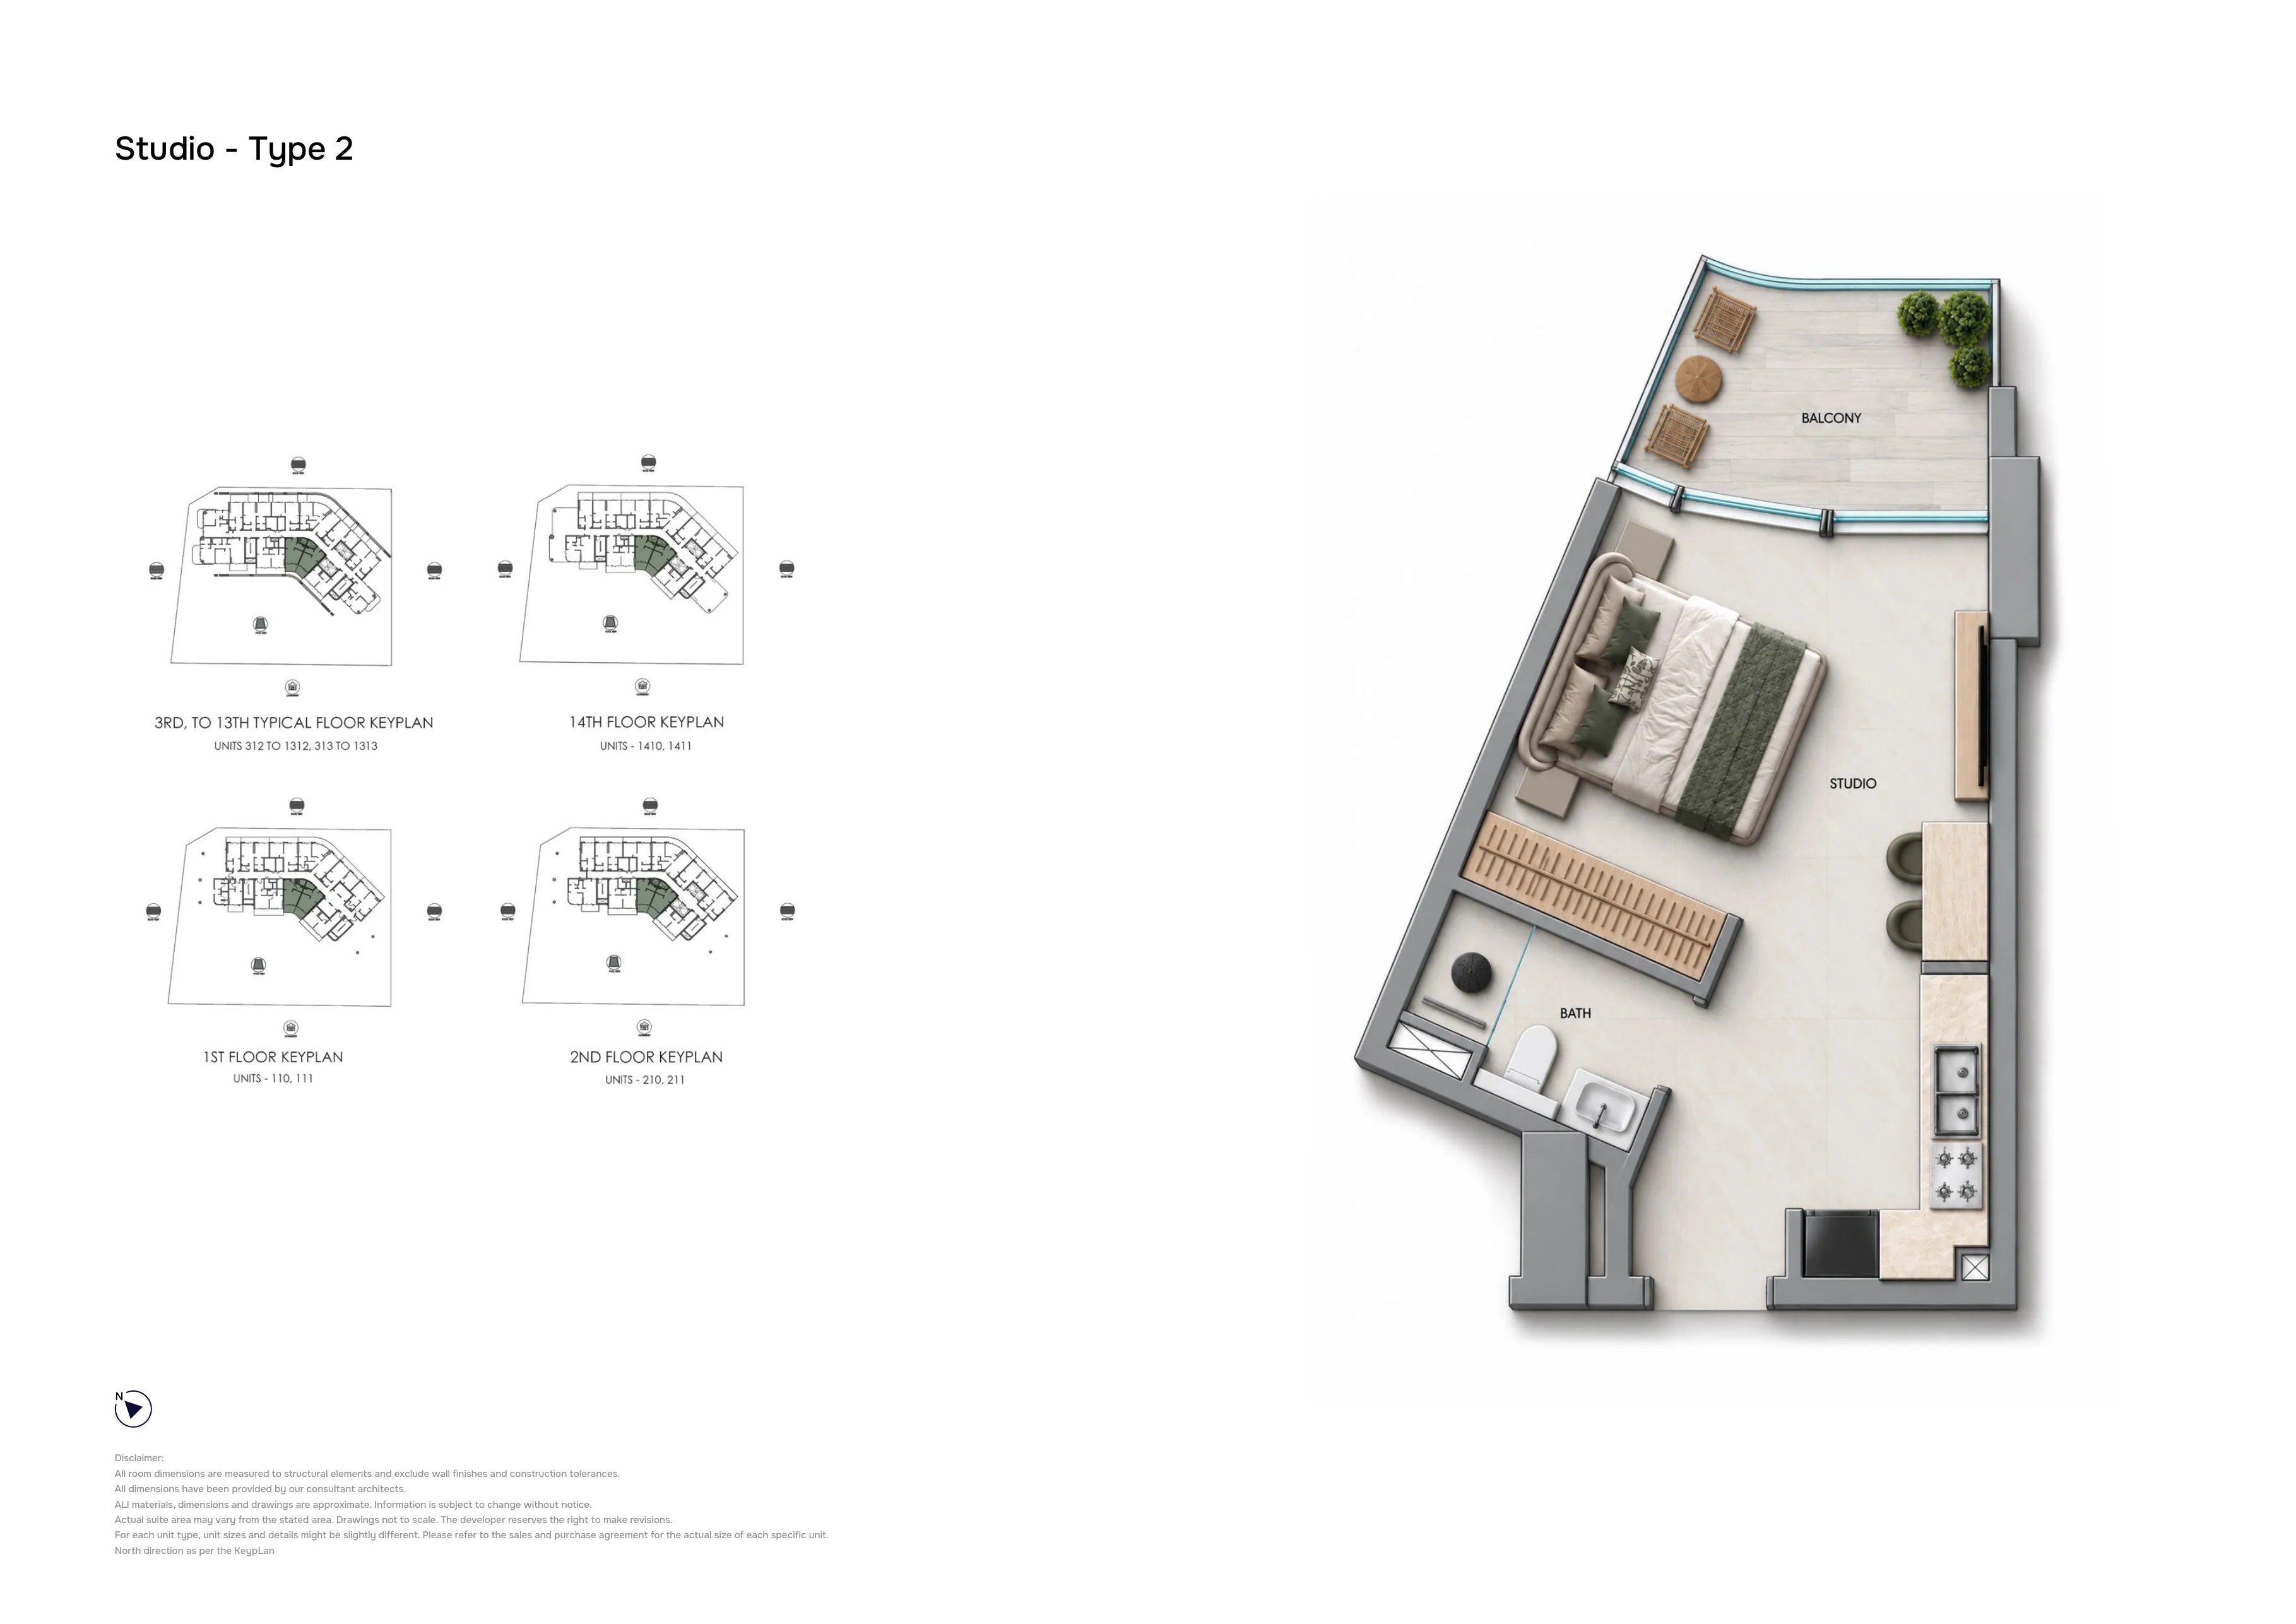 Studio - Type 2
BALCONY
STUDIO
BATH
3RD, TO 13TH TYPICAL FLOOR KEYPLAN
UNITS 312 TO 1312, 313 TO 1313
14TH FLOOR KEYPLAN
UNITS - 1410, 1411
1ST FLOOR KEYPLAN
UNITS - 110, 111
2ND FLOOR KEYPLAN
UNITS - 210, 211
N
Disclaimer:
All room dimensions are measured to structural elements and exclude wall finishes and construction tolerances.
All dimensions have been provided by our consultant architects.
ALl materials, dimensions and drawings are approximate. Information is subject to change without notice.
Actual suite area may vary from the stated area. Drawings not to scale. The developer reserves the right to make revisions.
For each unit type, unit sizes and details might be slightly different. Please refer to the sales and purchase agreement for the actual size of each specific unit.
North direction as per the KeypLan